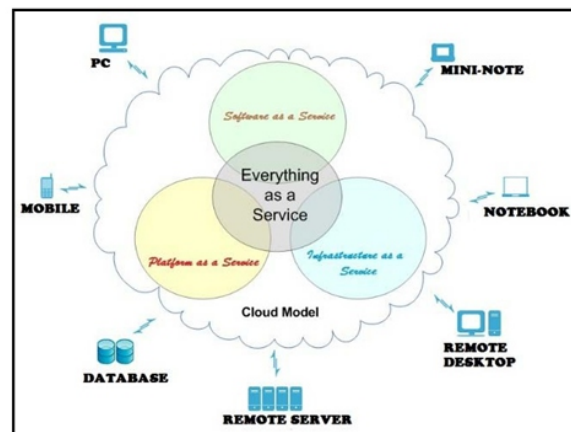 PC
MINI-NOTE
Software as a Service
Everything
as a
Service
MOBILE
NOTEBOOK
Platform as a Service
Infrastructure as a
Service
Cloud Model
REMOTE
DESKTOP
DATABASE
REMOTE SERVER